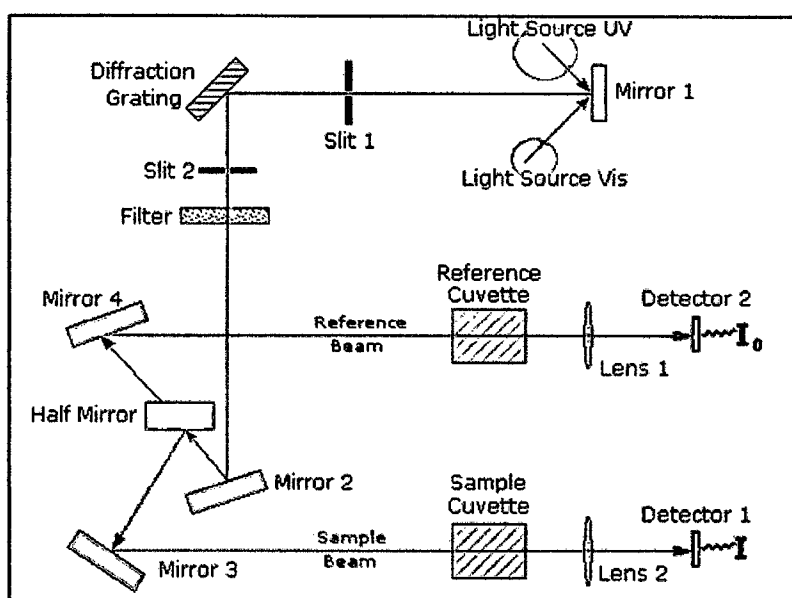 Light Source UV
Diffraction
Grating
Mirror 1
Slit 1
Slit 2
Light Source Vis
Filter
Reference
Cuvette
Mirror 4
Detector 2
Reference
Beam
I0
Lens 1
Half Mirror
Mirror 2
Sample
Cuvette
Detector 1
Sample
Beam
I
Mirror 3
Lens 2